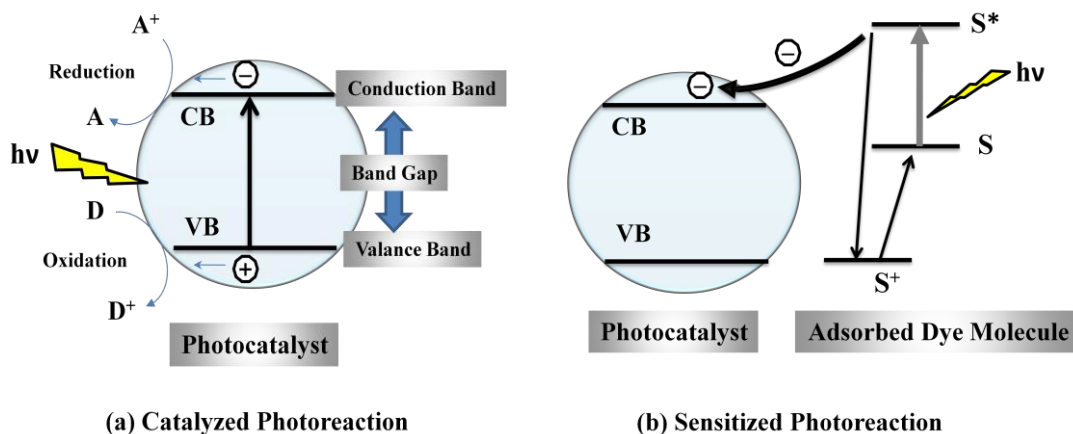 A⁺
Reduction
A
hν
D
Oxidation
D⁺
−
CB
VB
+
Conduction Band
Band Gap
Valance Band
Photocatalyst
(a) Catalyzed Photoreaction
S*
−
−
hν
CB
S
VB
S⁺
Photocatalyst
Adsorbed Dye Molecule
(b) Sensitized Photoreaction